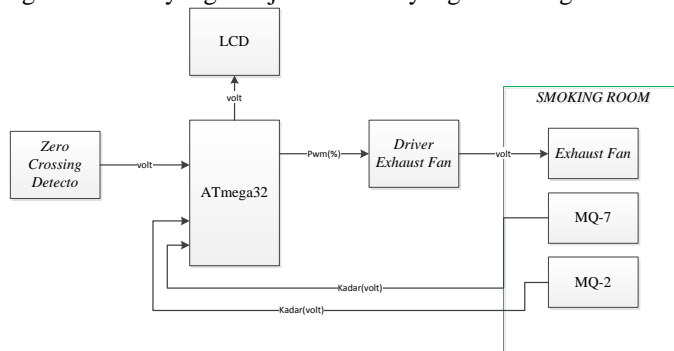 LCD
volt
SMOKING ROOM
Zero
Crossing
Detecto
volt
ATmega32
Pwm(%)
Driver
Exhaust Fan
volt
Exhaust Fan
MQ-7
Kadar(volt)
MQ-2
Kadar(volt)